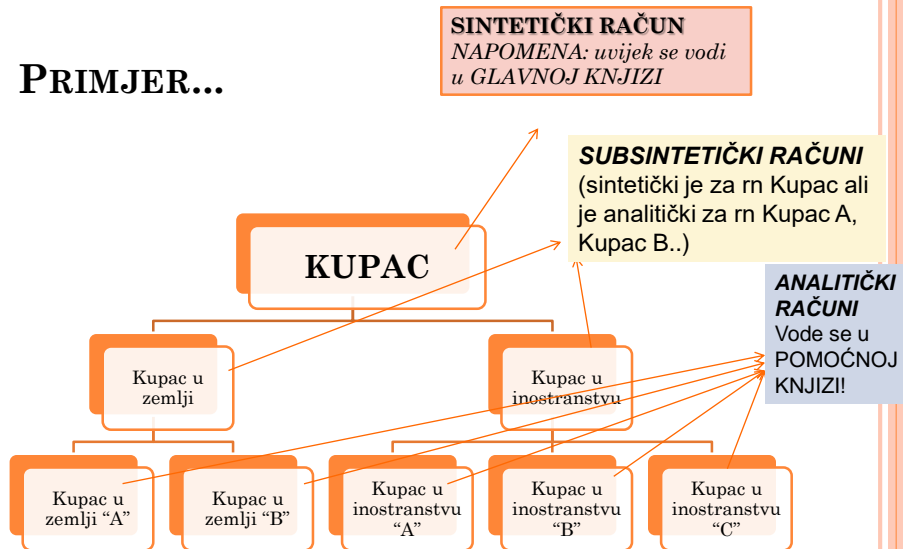 PRIMJER...
SINTETIČKI RAČUN
NAPOMENA: uvijek se vodi
u GLAVNOJ KNJIZI
SUBSINTETIČKI RAČUNI
(sintetički je za rn Kupac ali
je analitički za rn Kupac A,
Kupac B..)
KUPAC
ANALITIČKI
RAČUNI
Vode se u
POMOĆNOJ
KNJIZI!
Kupac u
zemlji
Kupac u
inostranstvu
Kupac u
zemlji “A”
Kupac u
zemlji “B”
Kupac u
inostranstvu
“A”
Kupac u
inostranstvu
“B”
Kupac u
inostranstvu
“C”